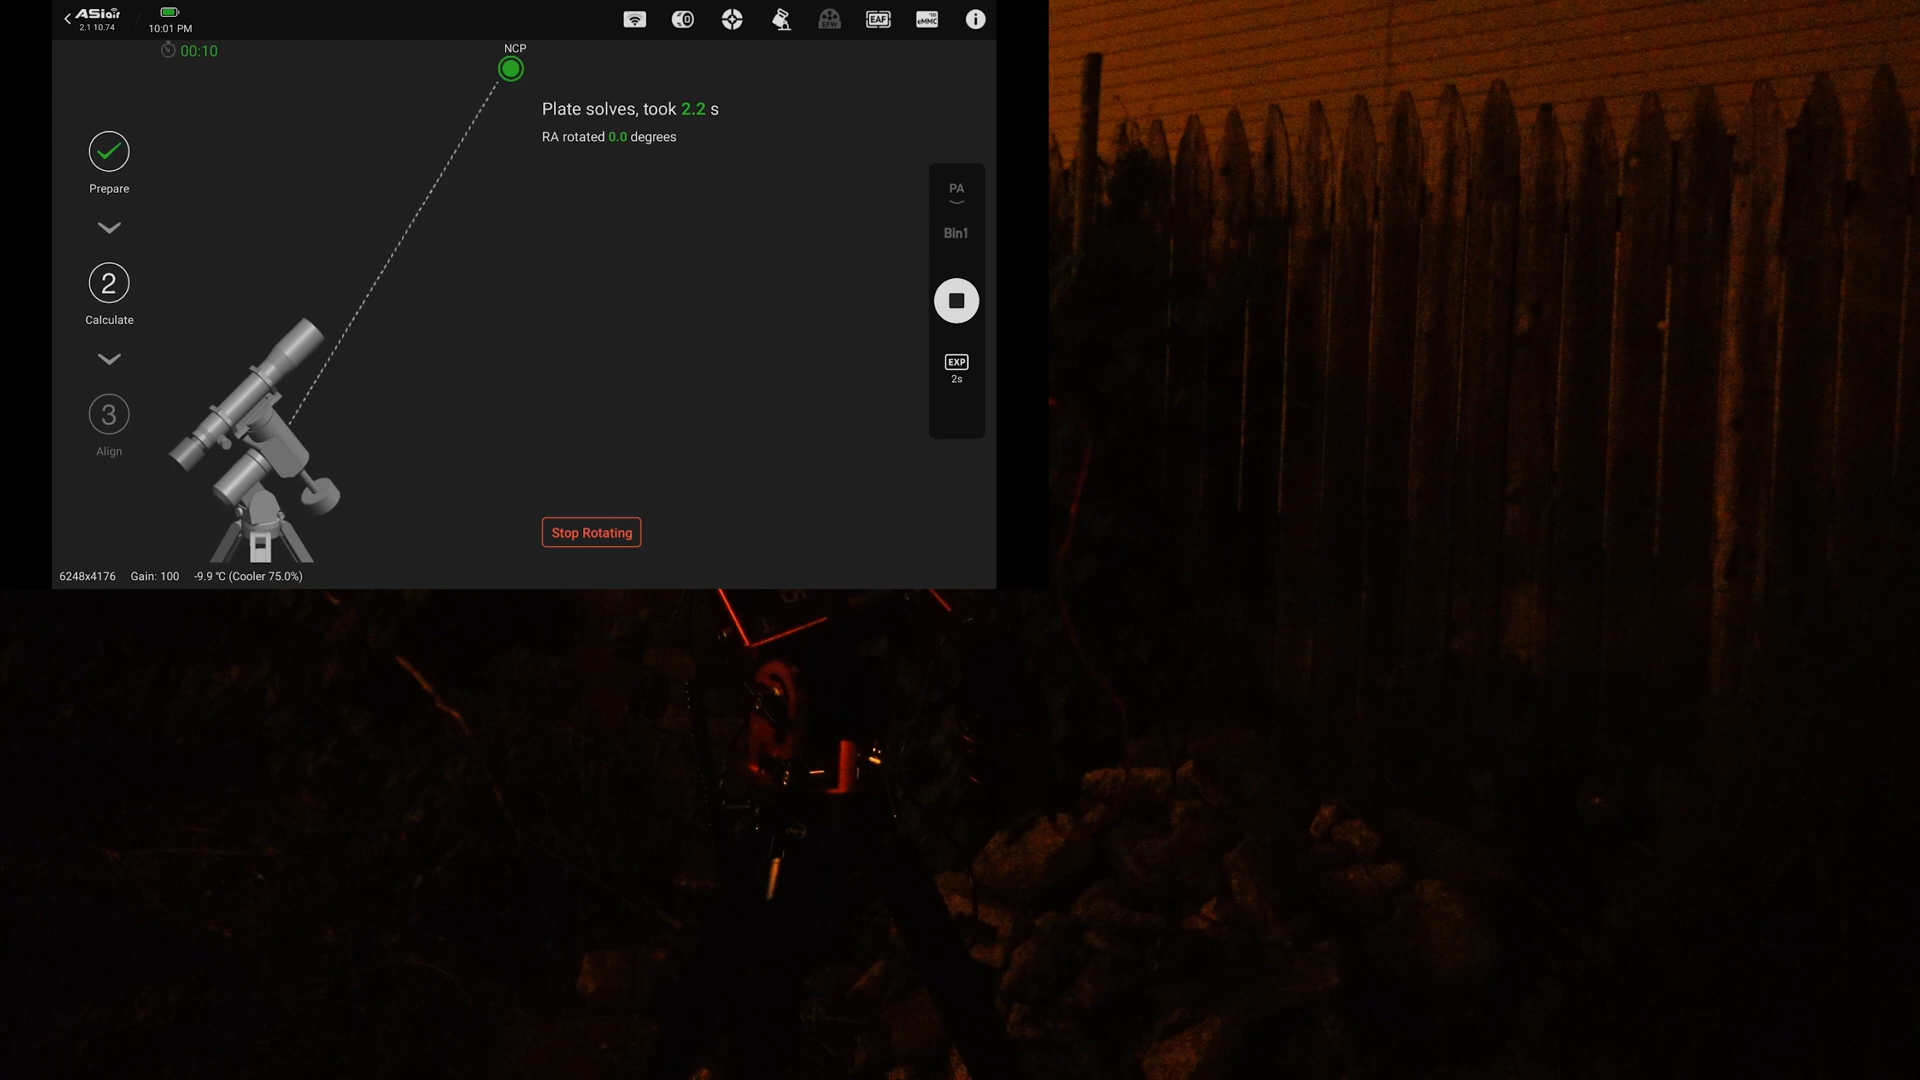 ASIair
2.1 10.74
10:01 PM
EFW
EAF
eMMC
00:10
NCP
Plate solves, took 2.2 s
RA rotated 0.0 degrees
Prepare
2
Calculate
3
Align
PA
Bin1
EXP
2s
Stop Rotating
6248x4176 Gain: 100 -9.9 ℃ (Cooler 75.0%)